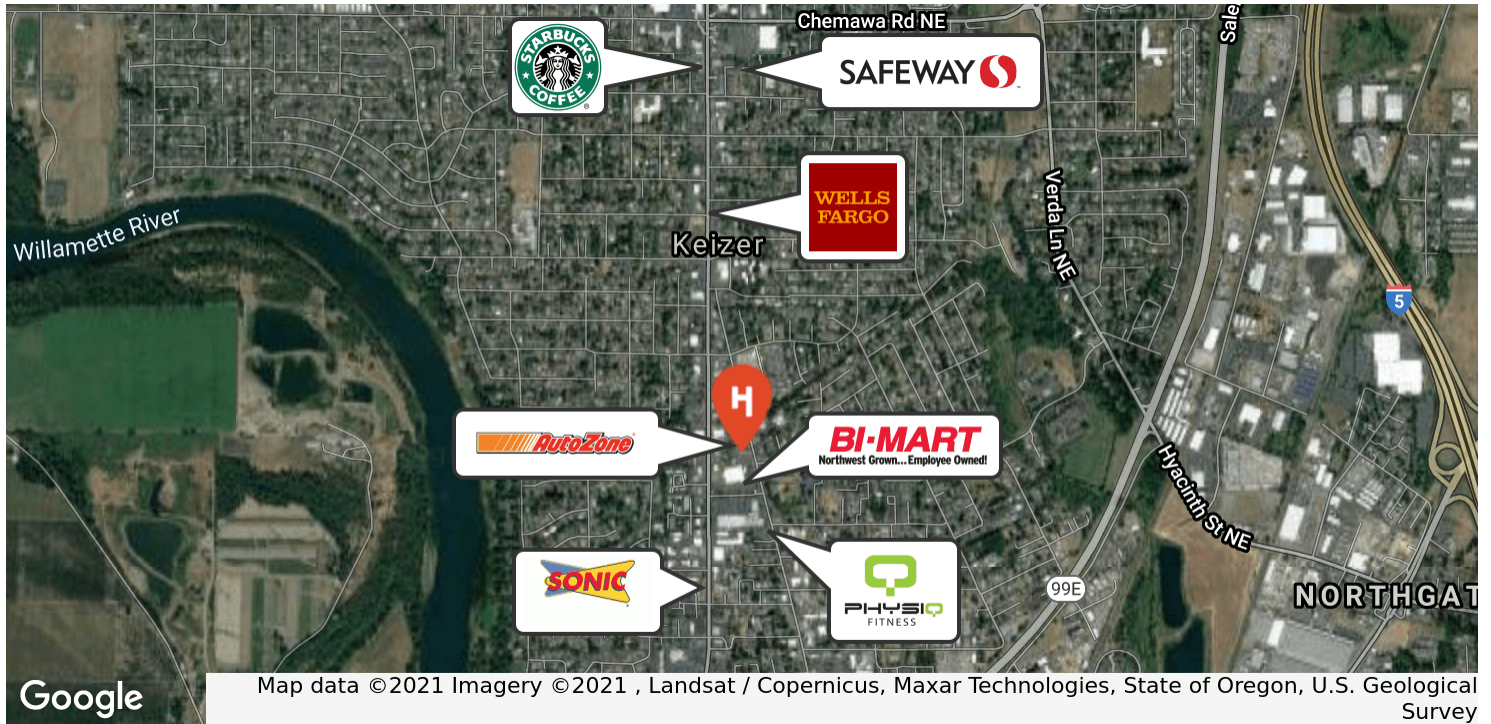 Chemawa Rd NE
Sale
STARBUCKS
COFFEE
SAFEWAY
Verda Ln NE
WELLS
FARGO
Willamette River
Keizer
5
H
AutoZone
BI-MART
Northwest Grown...Employee Owned!
Hyacinth St NE
SONIC
PHYSIQ
FITNESS
99E
NORTHGAT
Google
Map data ©2021 Imagery ©2021 , Landsat / Copernicus, Maxar Technologies, State of Oregon, U.S. Geological
Survey